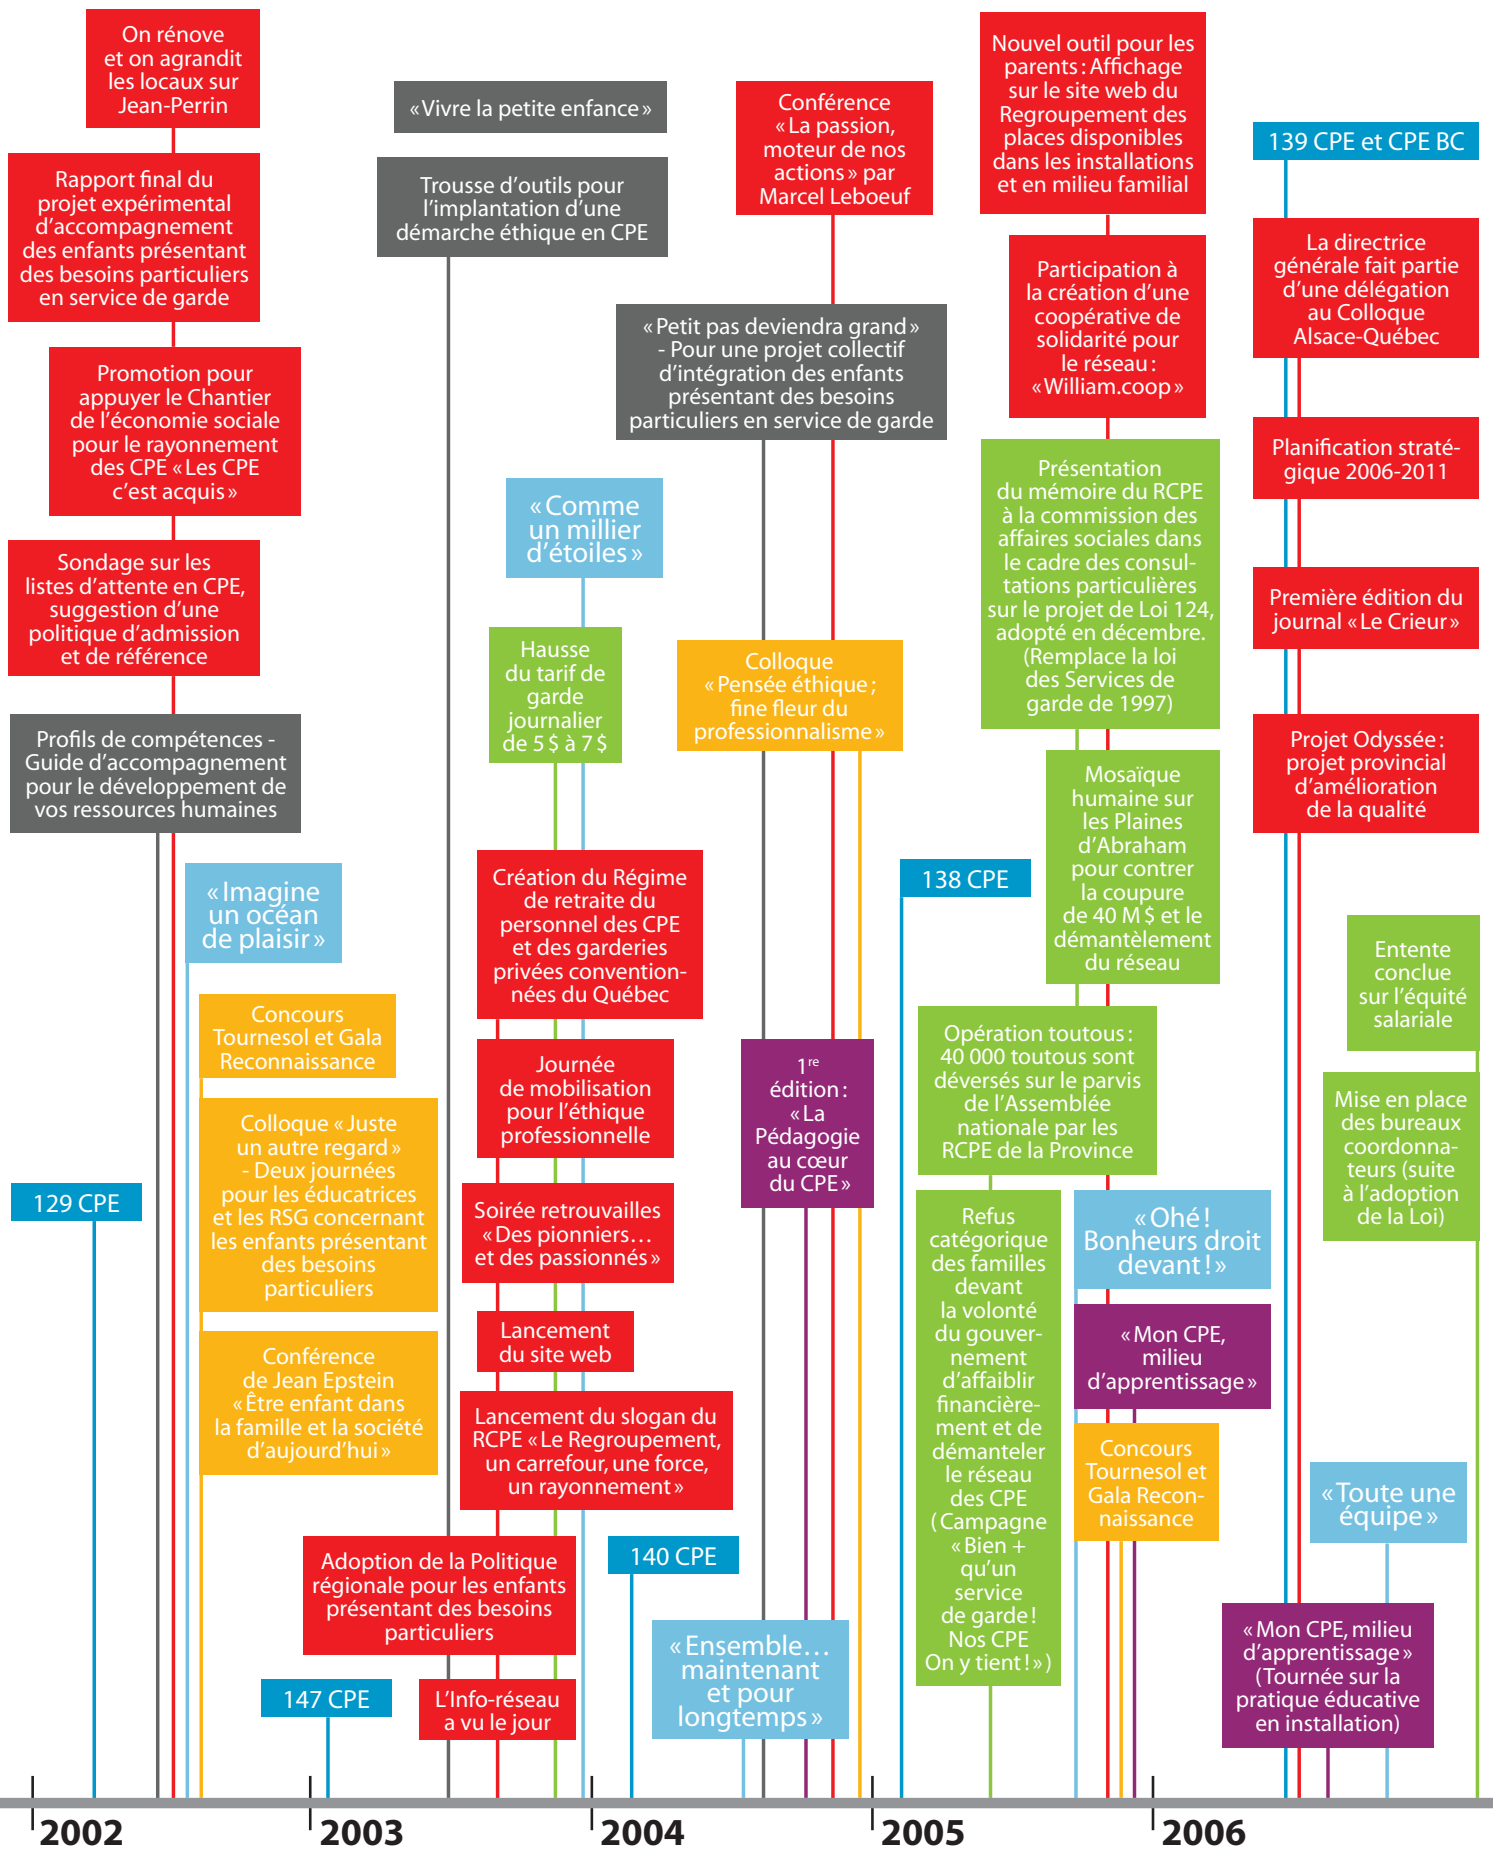 On rénove
et on agrandit
les locaux sur
Jean-Perrin
Rapport final du
projet expérimental
d'accompagnement
des enfants présentant
des besoins particuliers
en service de garde
Promotion pour
appuyer le Chantier
de l'économie sociale
pour le rayonnement
des CPE « Les CPE
c'est acquis »
Sondage sur les
listes d'attente en CPE,
suggestion d'une
politique d'admission
et de référence
Profils de compétences -
Guide d'accompagnement
pour le développement de
vos ressources humaines
« Imagine
un océan
de plaisir »
Concours
Tournesol et Gala
Reconnaissance
Colloque « Juste
un autre regard »
- Deux journées
pour les éducatrices
et les RSG concernant
les enfants présentant
des besoins
particuliers
129 CPE
Conférence
de Jean Epstein
« Être enfant dans
la famille et la société
d'aujourd'hui »
« Vivre la petite enfance »
Trousse d'outils pour
l'implantation d'une
démarche éthique en CPE
« Comme
un millier
d'étoiles »
Hausse
du tarif de
garde
journalier
de 5 $ à 7 $
Création du Régime
de retraite du
personnel des CPE
et des garderies
privées convention-
nées du Québec
Journée
de mobilisation
pour l'éthique
professionnelle
Soirée retrouvailles
« Des pionniers…
et des passionnés »
Lancement
du site web
Lancement du slogan du
RCPE « Le Regroupement,
un carrefour, une force,
un rayonnement »
Adoption de la Politique
régionale pour les enfants
présentant des besoins
particuliers
147 CPE
L'Info-réseau
a vu le jour
Conférence
« La passion,
moteur de nos
actions » par
Marcel Leboeuf
« Petit pas deviendra grand »
- Pour une projet collectif
d'intégration des enfants
présentant des besoins
particuliers en service de garde
Colloque
« Pensée éthique ;
fine fleur du
professionnalisme »
1re
édition :
« La
Pédagogie
au cœur
du CPE »
140 CPE
« Ensemble…
maintenant
et pour
longtemps »
Nouvel outil pour les
parents : Affichage
sur le site web du
Regroupement des
places disponibles
dans les installations
et en milieu familial
Participation à
la création d'une
coopérative de
solidarité pour
le réseau :
« William.coop »
Présentation
du mémoire du RCPE
à la commission des
affaires sociales dans
le cadre des consul-
tations particulières
sur le projet de Loi 124,
adopté en décembre.
(Remplace la loi
des Services de
garde de 1997)
Mosaïque
humaine sur
les Plaines
d'Abraham
pour contrer
la coupure
de 40 M $ et le
démantèlement
du réseau
138 CPE
Opération toutous :
40 000 toutous sont
déversés sur le parvis
de l'Assemblée
nationale par les
RCPE de la Province
Refus
catégorique
des familles
devant
la volonté
du gouver-
nement
d'affaiblir
financière-
ment et de
démanteler
le réseau
des CPE
( Campagne
« Bien +
qu'un
service
de garde !
Nos CPE
On y tient ! » )
« Ohé !
Bonheurs droit
devant ! »
« Mon CPE,
milieu
d'apprentissage »
Concours
Tournesol et
Gala Recon-
naissance
139 CPE et CPE BC
La directrice
générale fait partie
d'une délégation
au Colloque
Alsace-Québec
Planification straté-
gique 2006-2011
Première édition du
journal « Le Crieur »
Projet Odyssée :
projet provincial
d'amélioration
de la qualité
Entente
conclue
sur l'équité
salariale
Mise en place
des bureaux
coordonna-
teurs (suite
à l'adoption
de la Loi)
« Toute une
équipe »
« Mon CPE, milieu
d'apprentissage »
(Tournée sur la
pratique éducative
en installation)
2002
2003
2004
2005
2006